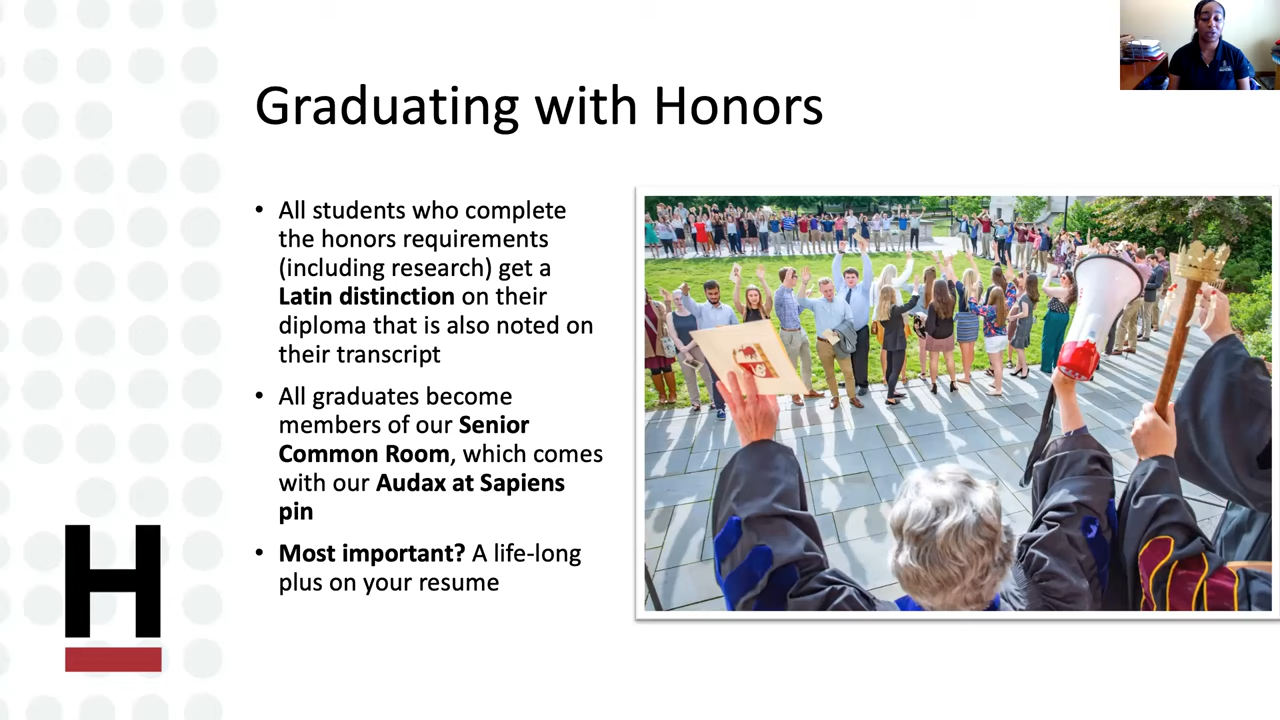 Graduating with Honors
• All students who complete
the honors requirements
(including research) get a
Latin distinction on their
diploma that is also noted on
their transcript
• All graduates become
members of our Senior
Common Room, which comes
with our Audax at Sapiens
pin
• Most important? A life-long
plus on your resume
H